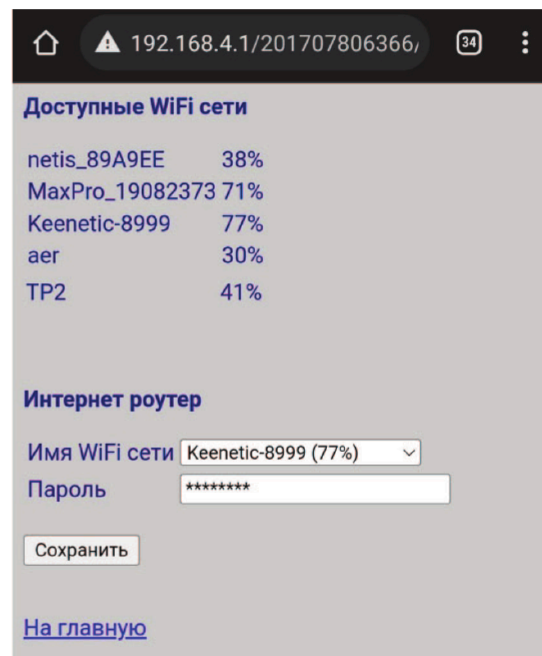 192.168.4.1/201707806366/ 34
Доступные WiFi сети
netis_89A9EE 38%
MaxPro_19082373 71%
Keenetic-8999 77%
aer 30%
TP2 41%
Интернет роутер
Имя WiFi сети Keenetic-8999 (77%)
Пароль ********
Сохранить
На главную